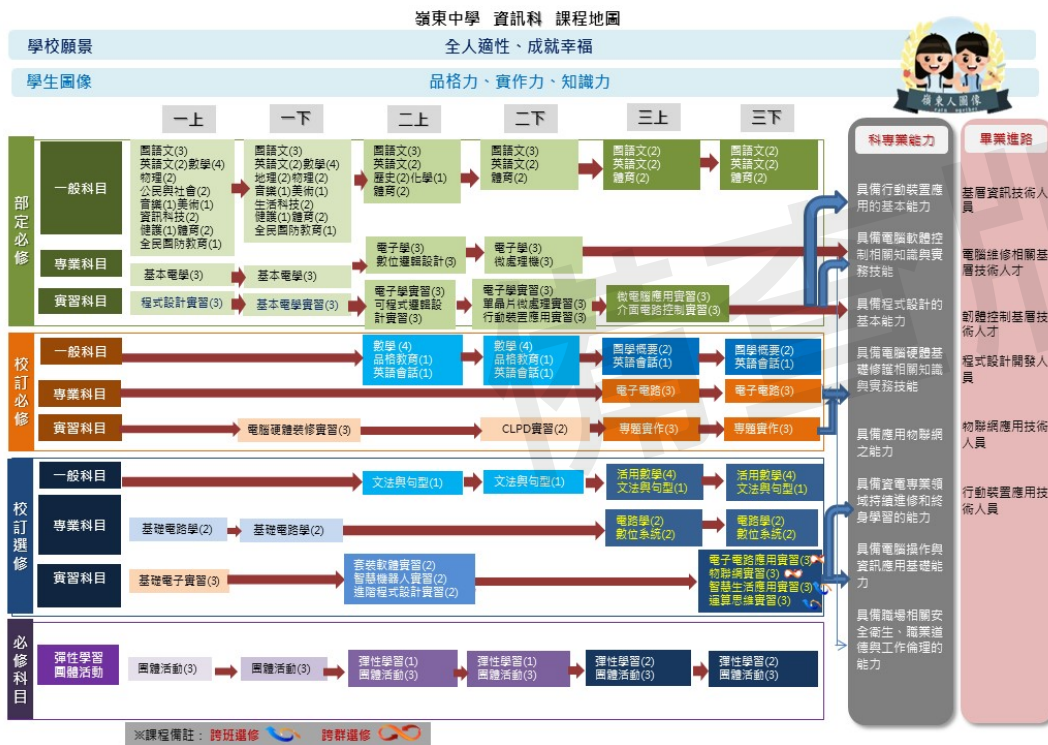 嶺東中學 資訊科 課程地圖
學校願景
全人適性、成就幸福
學生圖像
品格力、實作力、知識力
嶺東人圖像
一上
一下
二上
二下
三上
三下
科專業能力
畢業進路
部定必修
一般科目
國語文(3)
英語文(2)數學(4)
物理(2)
公民與社會(2)
音樂(1)美術(1)
資訊科技(2)
健護(1)體育(2)
全民國防教育(1)
國語文(3)
英語文(2)數學(4)
地理(2)物理(2)
音樂(1)美術(1)
生活科技(2)
健護(1)體育(2)
全民國防教育(1)
國語文(3)
英語文(2)
歷史(2)化學(1)
體育(2)
國語文(3)
英語文(2)
體育(2)
國語文(2)
英語文(2)
體育(2)
國語文(2)
英語文(2)
體育(2)
專業科目
基本電學(3)
基本電學(3)
電子學(3)
數位邏輯設計(3)
電子學(3)
微處理機(3)
實習科目
程式設計實習(3)
基本電學實習(3)
電子學實習(3)
可程式邏輯設
計實習(3)
電子學實習(3)
單晶片微處理實習(3)
行動裝置應用實習(3)
微電腦應用實習(3)
介面電路控制實習(3)
校訂必修
一般科目
數學(4)
品格教育(1)
英語會話(1)
數學(4)
品格教育(1)
英語會話(1)
國學概要(2)
英語會話(1)
國學概要(2)
英語會話(1)
專業科目
電子電路(3)
電子電路(3)
實習科目
電腦硬體裝修實習(3)
CLPD實習(2)
專題實作(3)
專題實作(3)
校訂選修
一般科目
文法與句型(1)
文法與句型(1)
活用數學(4)
文法與句型(1)
活用數學(4)
文法與句型(1)
專業科目
基礎電路學(2)
基礎電路學(2)
電路學(2)
數位系統(2)
電路學(2)
數位系統(2)
實習科目
基礎電子實習(3)
套裝軟體實習(2)
智慧機器人實習(2)
進階程式設計實習(2)
電子電路應用實習(3)
物聯網實習(3)
智慧生活應用實習(3)
運算思維實習(3)
必修科目
彈性學習
團體活動
團體活動(3)
團體活動(3)
彈性學習(1)
團體活動(3)
彈性學習(1)
團體活動(3)
彈性學習(2)
團體活動(3)
彈性學習(2)
團體活動(3)
具備行動裝置應
用的基本能力
具備電腦軟體控
制相關知識與實
務技能
具備程式設計的
基本能力
具備電腦硬體基
礎修護相關知識
與實務技能
具備應用物聯網
之能力
具備資電專業領
域持續進修和終
身學習的能力
具備電腦操作與
資訊應用基礎能
力
具備職場相關安
全衛生、職業道
德與工作倫理的
能力
基層資訊技術人
員
電腦維修相關基
層技術人才
韌體控制基層技
術人才
程式設計開發人
員
物聯網應用技術
人員
行動裝置應用技
術人員
※課程備註：跨班選修 跨群選修